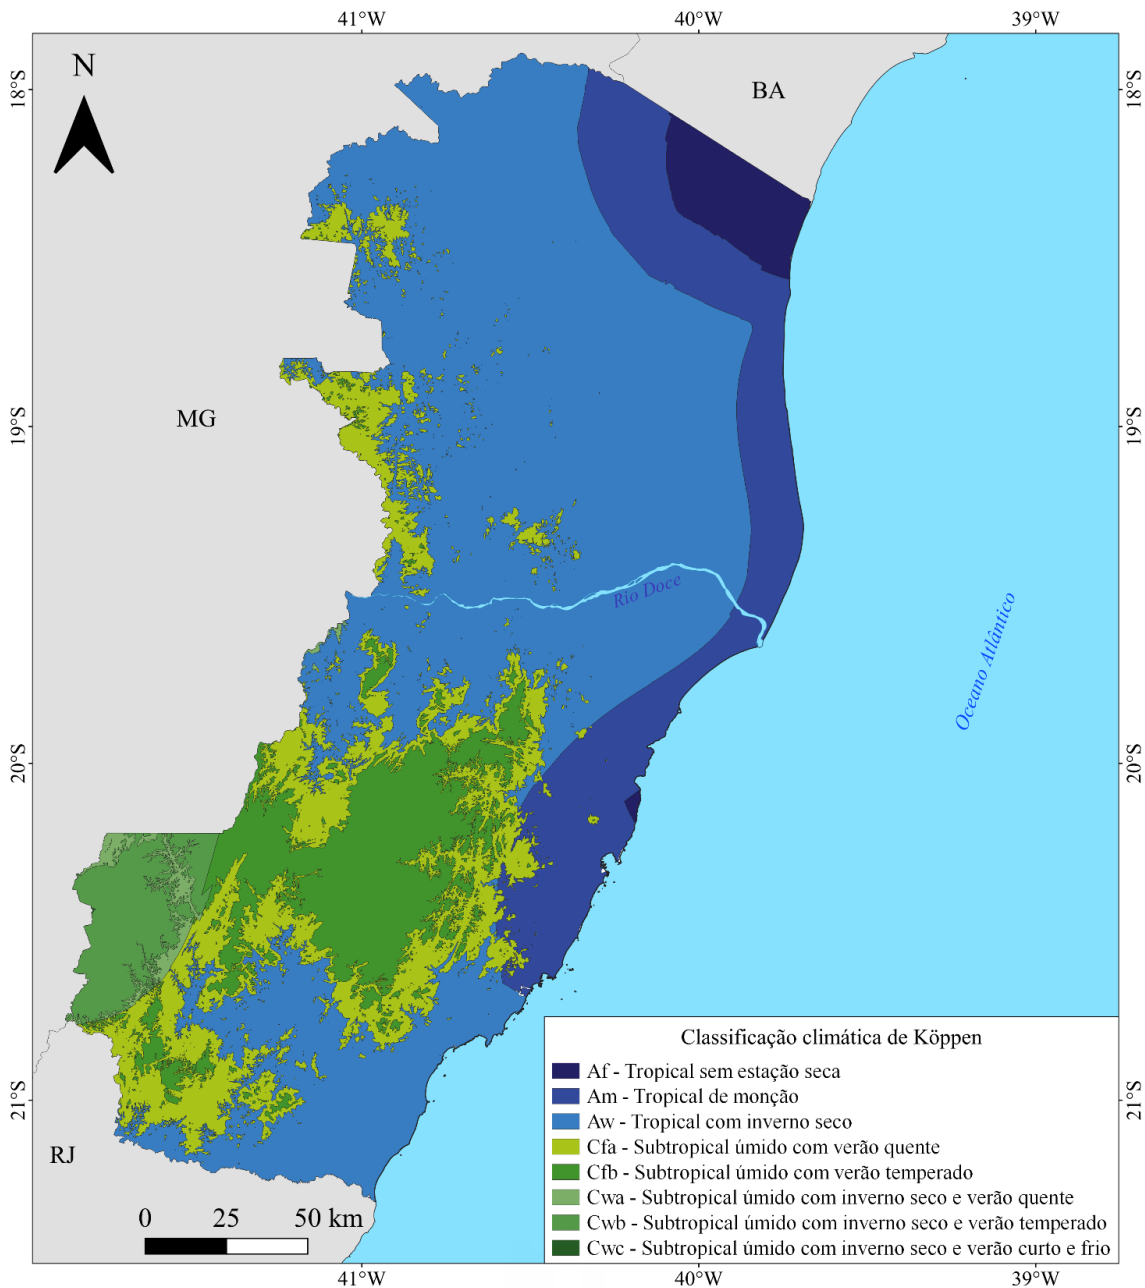 41°W 40°W 39°W
N
BA
18°S 18°S
MG
19°S 19°S
Rio Doce
Oceano Atlântico
20°S 20°S
Classificação climática de Köppen
Af - Tropical sem estação seca
Am - Tropical de monção
Aw - Tropical com inverno seco
Cfa - Subtropical úmido com verão quente
Cfb - Subtropical úmido com verão temperado
Cwa - Subtropical úmido com inverno seco e verão quente
Cwb - Subtropical úmido com inverno seco e verão temperado
Cwc - Subtropical úmido com inverno seco e verão curto e frio
21°S 21°S
RJ
0 25 50 km
41°W 40°W 39°W